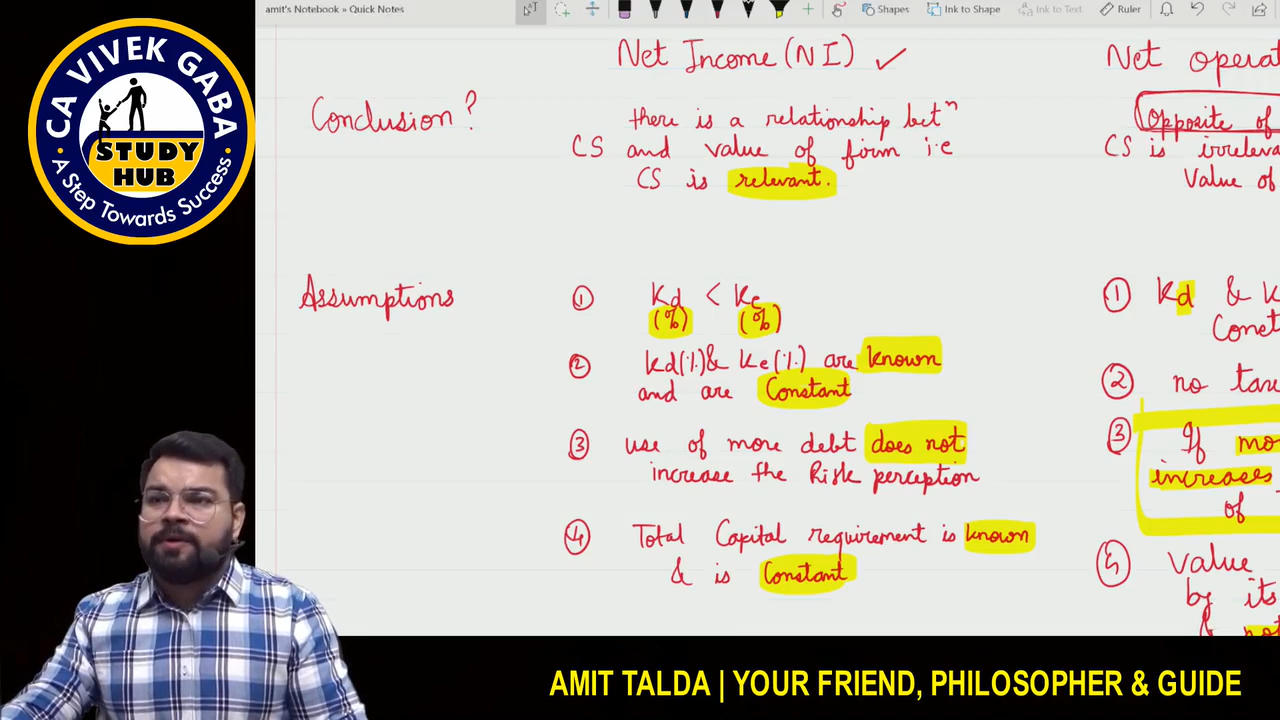 amit's Notebook » Quick Notes
Shapes
Ink to Shape
Ink to Text
Ruler
CA VIVEK GABA
STUDY
HUB
• A Step Towards Success •
Net Income (NI) ✓
Net opera
Conclusion?
there is a relationship betⁿ
CS and value of form i.e
CS is relevant.
Opposite of
CS is irreleva
Value of
Assumptions
① Kd < Ke
(%) (%)
② Kd(%) & Ke(%) are known
and are Constant
③ use of more debt does not
increase the Risk perception
④ Total Capital requirement is known
& is Constant
① Kd & K
Const
② no tax
③ If mo
increases
of
Value
by its
& not
AMIT TALDA | YOUR FRIEND, PHILOSOPHER & GUIDE